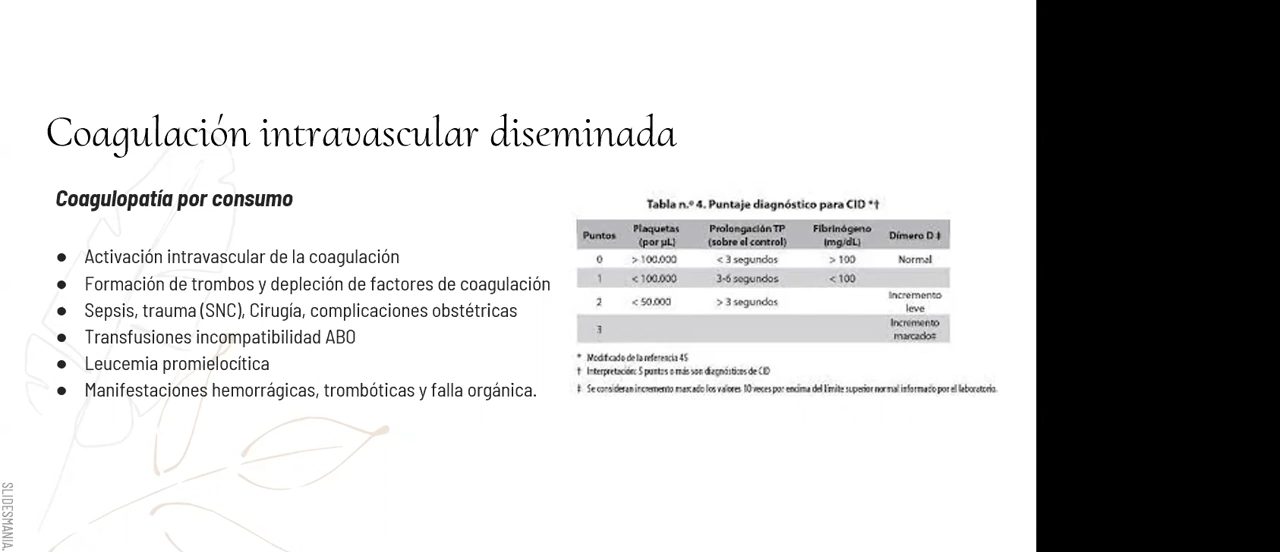 Coagulación intravascular diseminada
Coagulopatía por consumo
● Activación intravascular de la coagulación
● Formación de trombos y depleción de factores de coagulación
● Sepsis, trauma (SNC), Cirugía, complicaciones obstétricas
● Transfusiones incompatibilidad ABO
● Leucemia promielocítica
● Manifestaciones hemorrágicas, trombóticas y falla orgánica.
Tabla n.º 4. Puntaje diagnóstico para CID *†
Puntos Plaquetas (por µL) Prolongación TP (sobre el control) Fibrinógeno (mg/dL) Dímero D ‡
0 > 100.000 < 3 segundos > 100 Normal
1 < 100.000 3-6 segundos < 100
2 < 50.000 > 3 segundos Incremento leve
3 Incremento marcado‡
* Modificado de la referencia 45
† Interpretación: 5 puntos o más son diagnósticos de CID
‡ Se consideran incremento marcado los valores 10 veces por encima del límite superior normal informado por el laboratorio.
SLIDESMANIA.